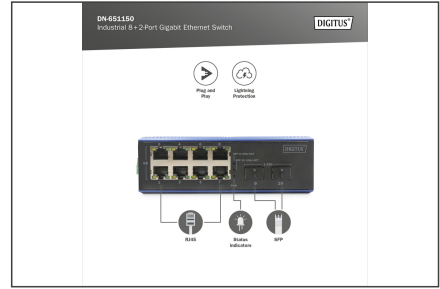 DN-651150
Industrial 8+2-Port Gigabit Ethernet Switch
DIGITUS®
Plug and
Play
Lightning
Protection
DIGITUS
RJ45
Status
Indicators
SFP